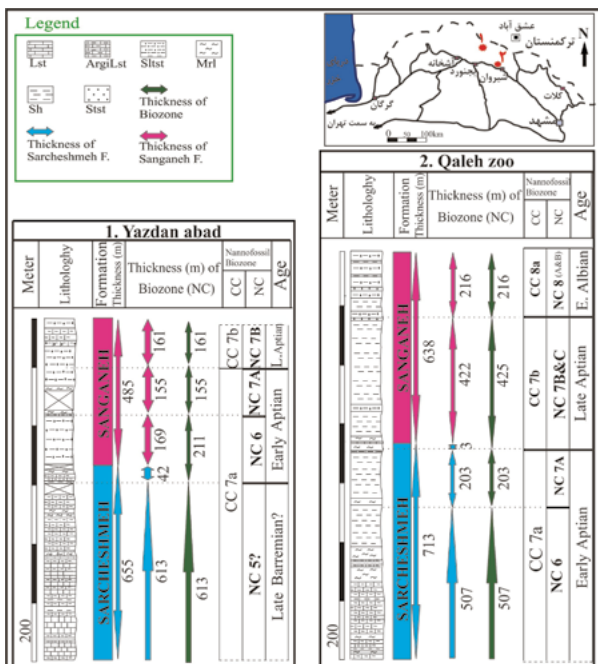 Legend
Lst
ArgiLst
Sltst
Mrl
Sh
Stst
Thickness of
Biozone
Thickness of
Sarcheshmeh F.
Thickness of
Sanganeh F.
عشق آباد
ترکمنستان
N
آشخانه
بجنورد
شیروان
کلات
گرگان
مشهد
به سمت تهران
0 50 100km
1. Yazdan abad
Meter
Lithology
Formation
Thickness (m)
Thickness (m) of
Biozone (NC)
Nannofossil
Biozone
CC
NC
Age
SANGANEH
SARCHESHMEH
485
655
161
155
169
42
613
161
155
211
613
CC 7b
CC 7a
NC 7B
NC 7A
NC 6
NC 5?
L.Aptian
Early Aptian
Late Barremian?
200
2. Qaleh zoo
Meter
Lithologhy
Formation
Thickness (m)
Thickness (m) of
Biozone (NC)
Nannofossil
Biozone
CC
NC
Age
SANGANEH
SARCHESHMEH
638
713
216
422
3
203
507
216
425
203
507
CC 8a
CC 7b
CC 7a
NC 8 (A&B)
NC 7B&C
NC 7A
NC 6
E. Albian
Late Aptian
Early Aptian
200